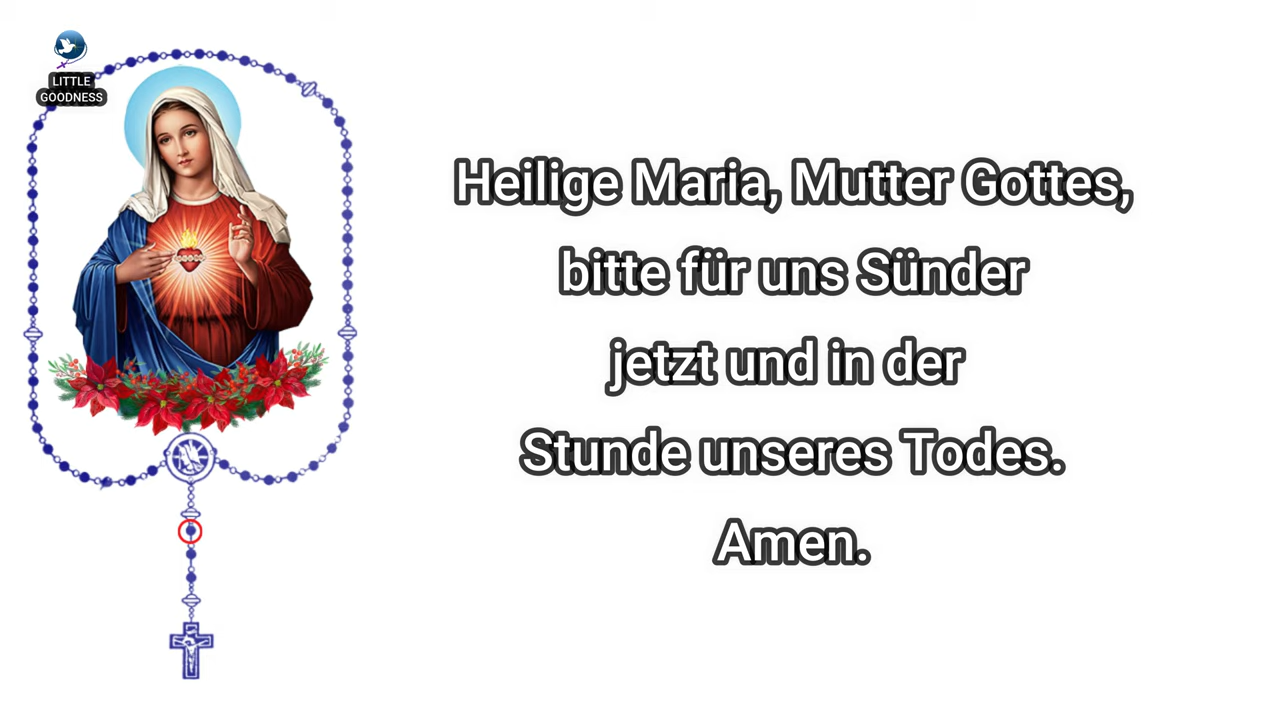 LITTLE
GOODNESS
Heilige Maria, Mutter Gottes,
bitte für uns Sünder
jetzt und in der
Stunde unseres Todes.
Amen.